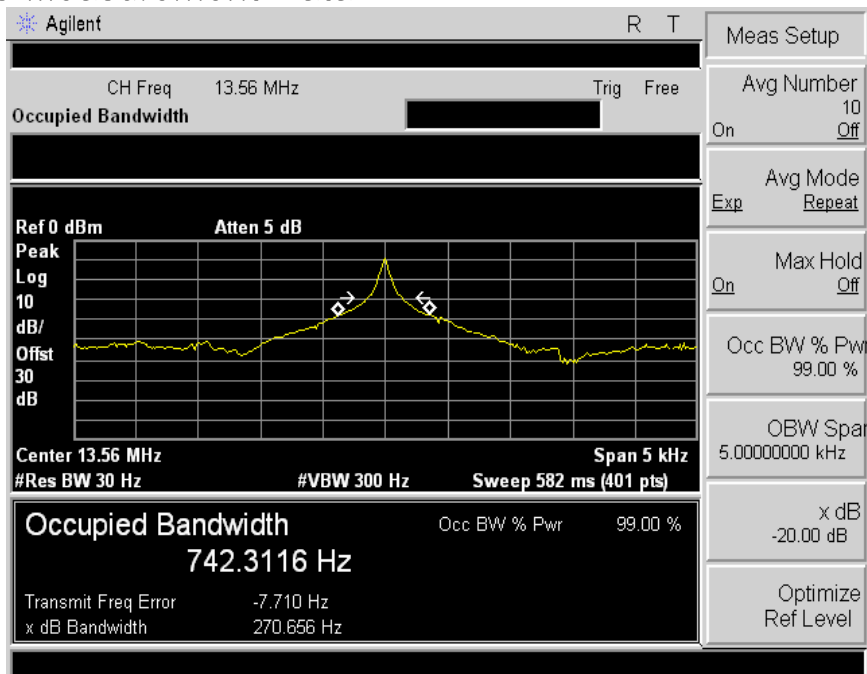 Agilent R T
CH Freq 13.56 MHz Trig Free
Occupied Bandwidth
Ref 0 dBm Atten 5 dB
Peak
Log
10
dB/
Offst
30
dB
Center 13.56 MHz Span 5 kHz
#Res BW 30 Hz #VBW 300 Hz Sweep 582 ms (401 pts)
Occupied Bandwidth Occ BW % Pwr 99.00 %
742.3116 Hz
Transmit Freq Error -7.710 Hz
x dB Bandwidth 270.656 Hz
Meas Setup
Avg Number
10
On Off
Avg Mode
Exp Repeat
Max Hold
On Off
Occ BW % Pwr
99.00 %
OBW Spar
5.00000000 kHz
x dB
-20.00 dB
Optimize
Ref Level